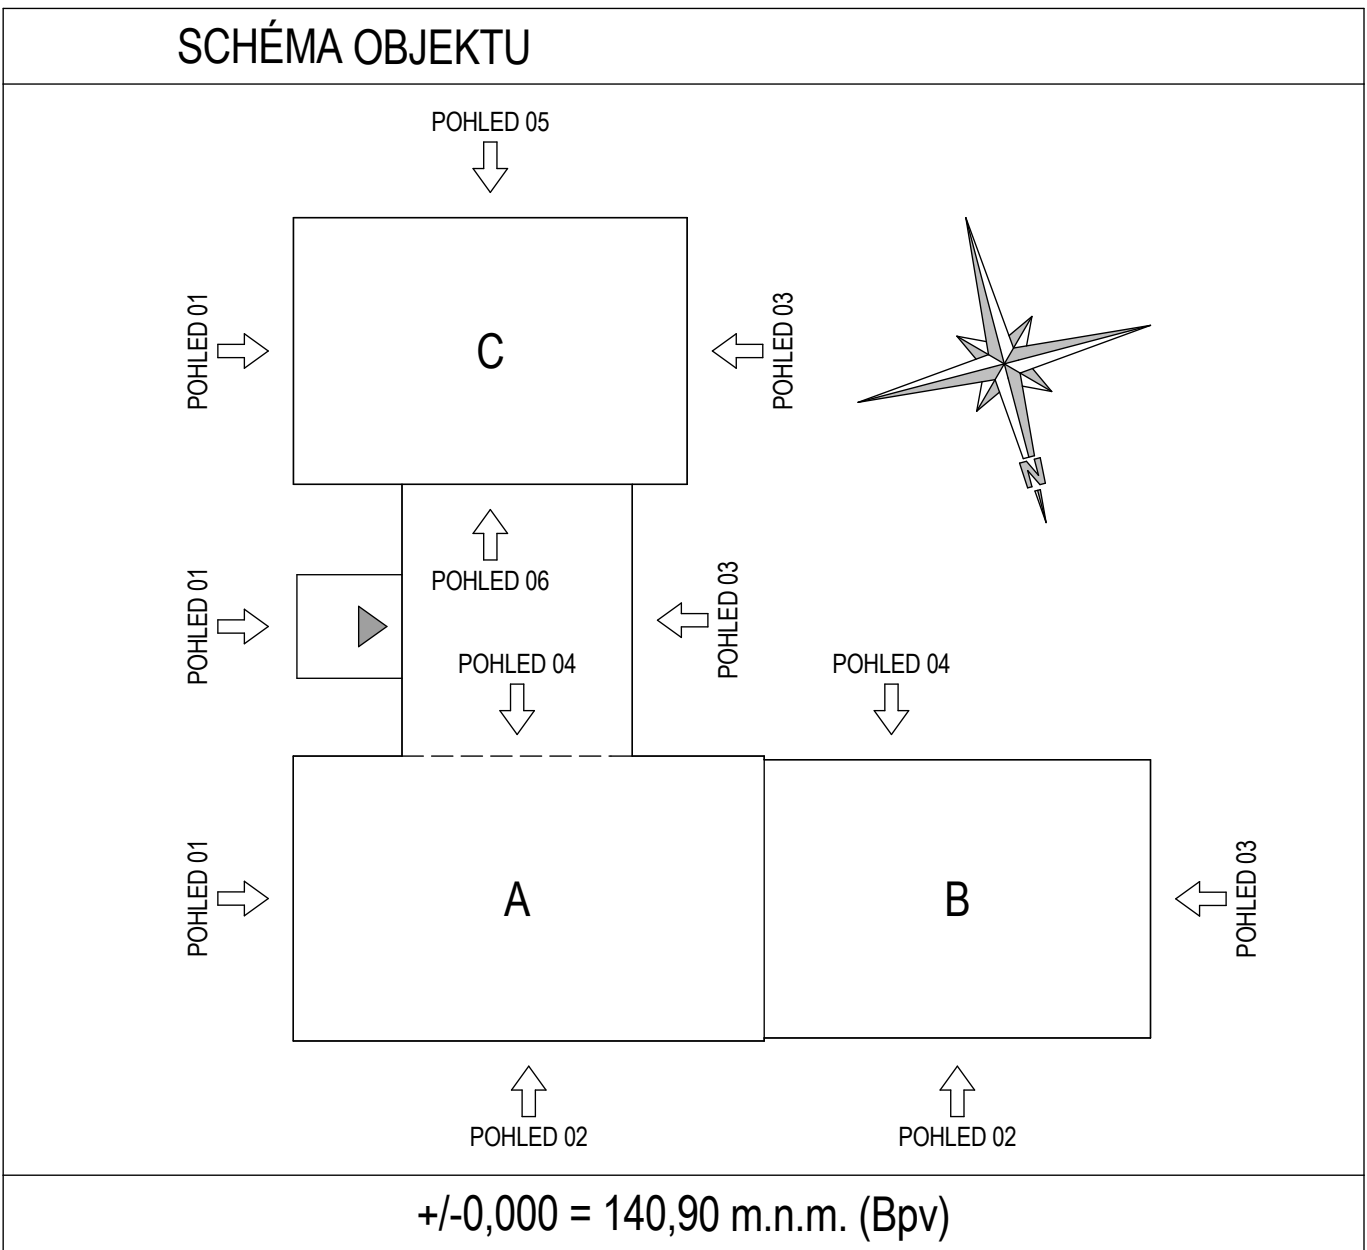 SCHÉMA OBJEKTU
POHLED 05
POHLED 01
C
POHLED 03
N
POHLED 06
POHLED 01
POHLED 03
POHLED 04
POHLED 04
POHLED 01
A
B
POHLED 03
POHLED 02
POHLED 02
+/-0,000 = 140,90 m.n.m. (Bpv)